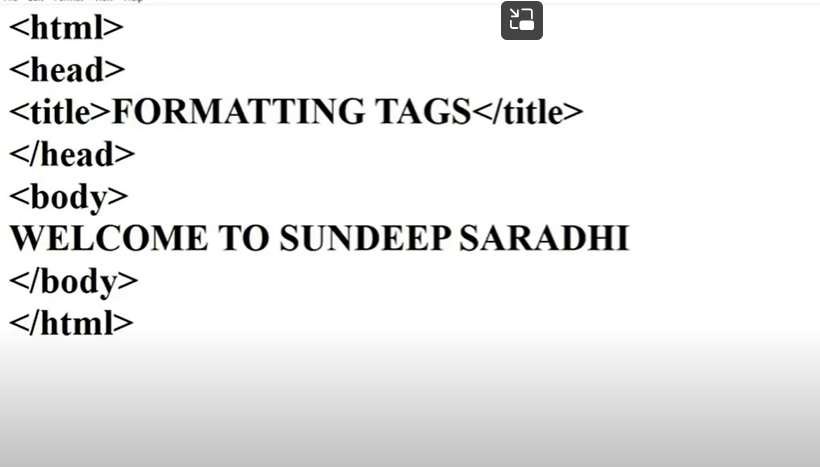 <html>
<head>
<title>FORMATTING TAGS</title>
</head>
<body>
WELCOME TO SUNDEEP SARADHI
</body>
</html>